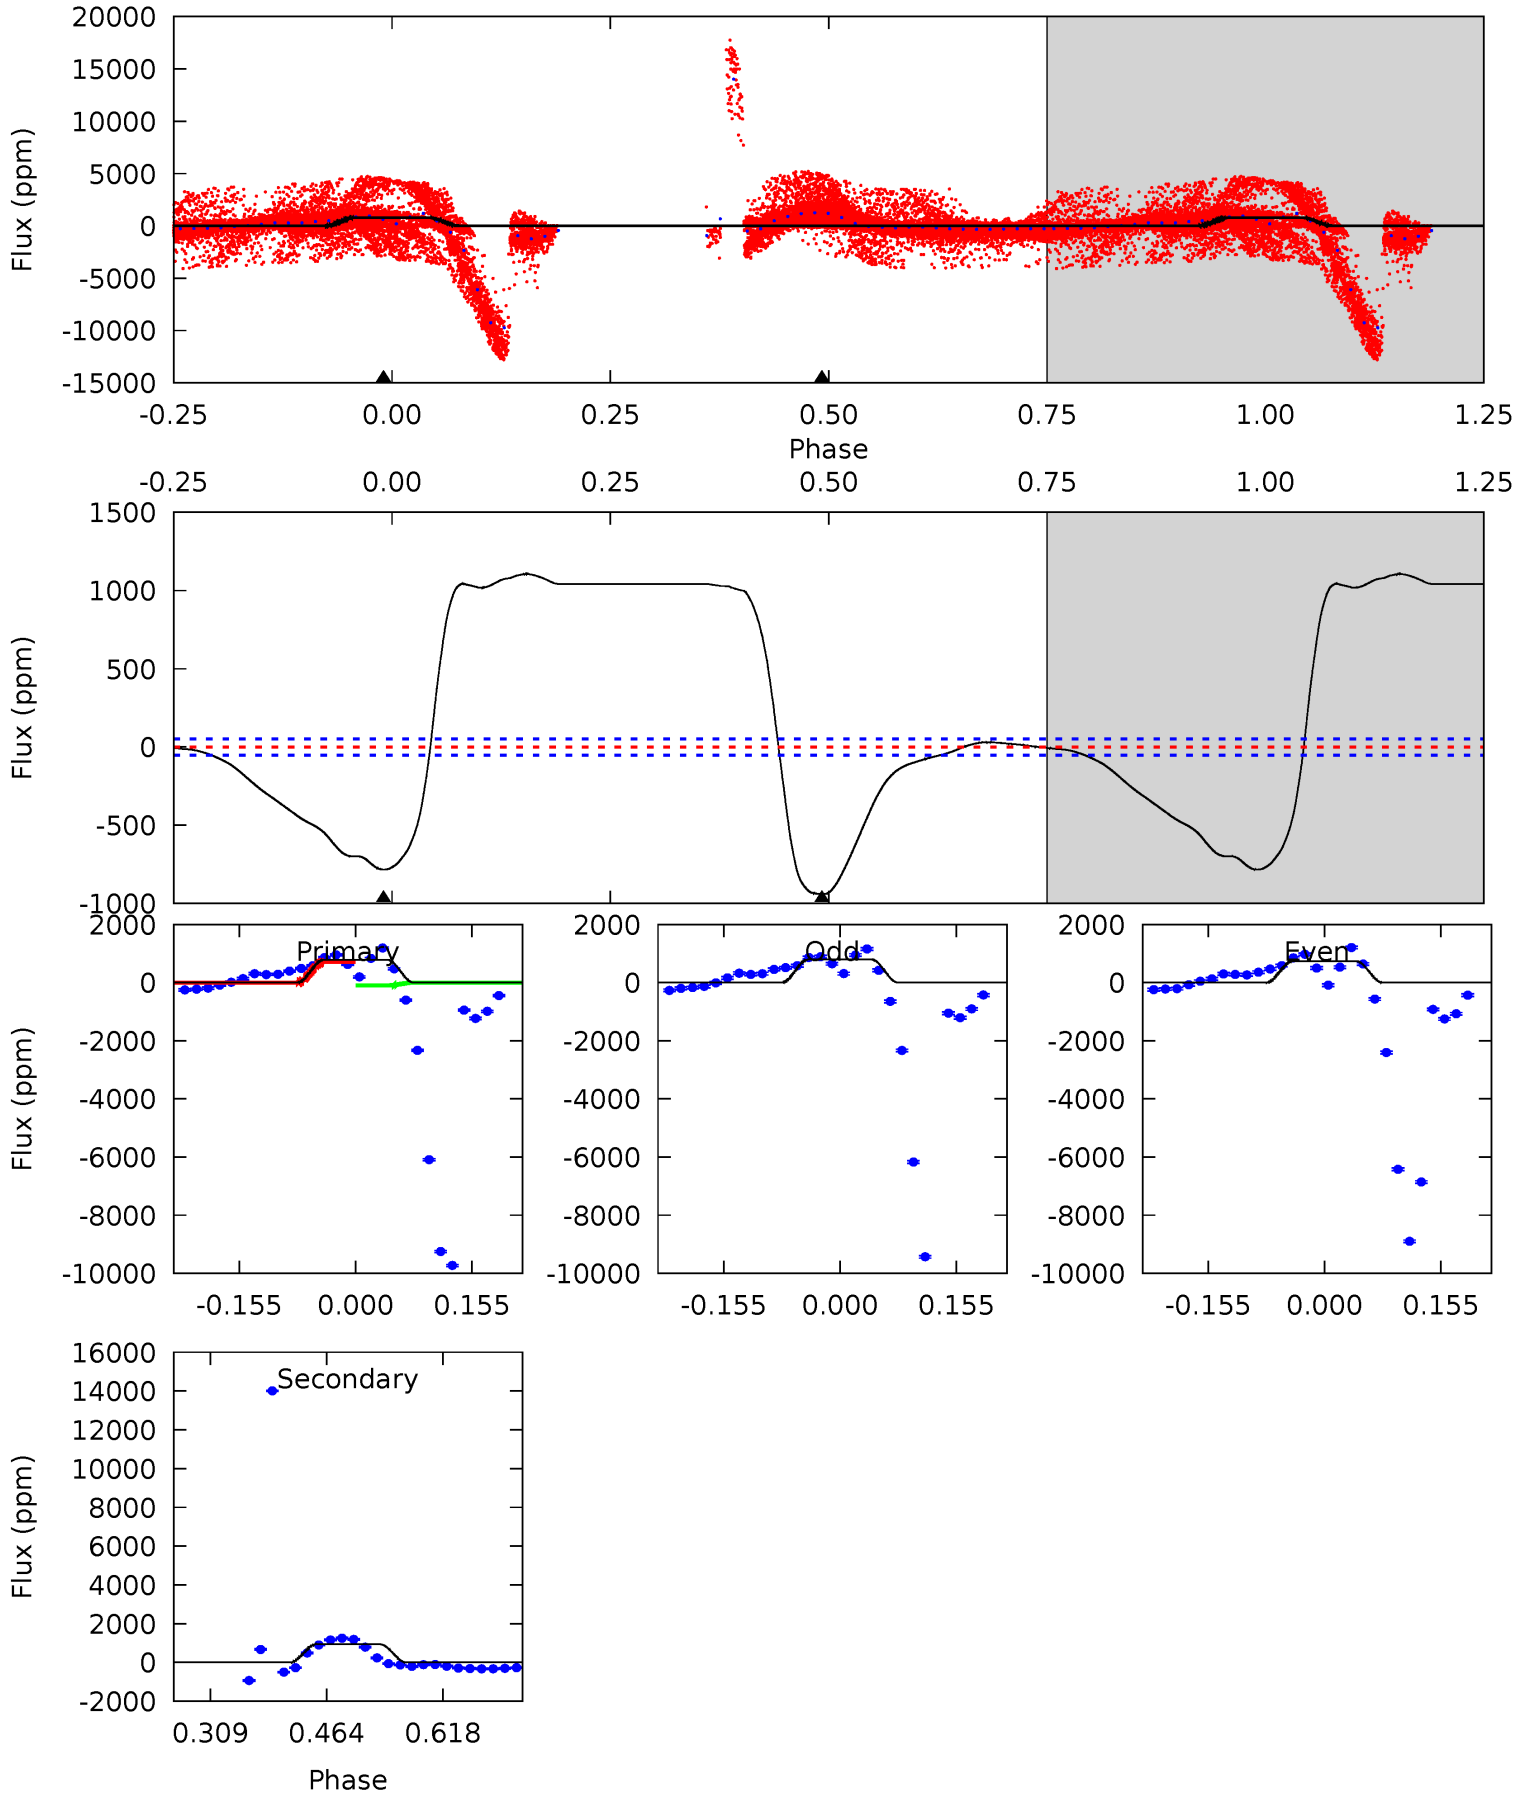 20000
15000
10000
5000
0
-5000
-10000
-15000
Flux (ppm)
-0.25 0.00 0.25 0.50 0.75 1.00 1.25
Phase
-0.25 0.00 0.25 0.50 0.75 1.00 1.25
1500
1000
500
0
-500
-1000
Flux (ppm)
Primary
2000
0
-2000
-4000
-6000
-8000
-10000
Flux (ppm)
-0.155 0.000 0.155
Odd
2000
0
-2000
-4000
-6000
-8000
-10000
-0.155 0.000 0.155
Even
2000
0
-2000
-4000
-6000
-8000
-10000
-0.155 0.000 0.155
Secondary
16000
14000
12000
10000
8000
6000
4000
2000
0
-2000
Flux (ppm)
0.309 0.464 0.618
Phase